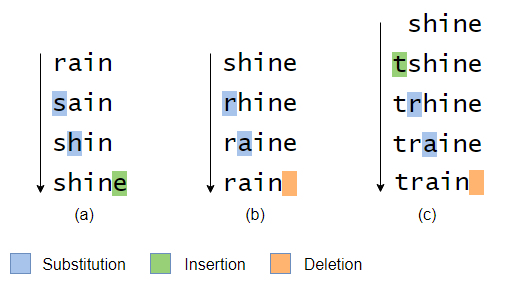 rain
sain
shin
shine
(a)
shine
rhine
raine
rain
(b)
shine
tshine
trhine
traine
train
(c)
Substitution
Insertion
Deletion